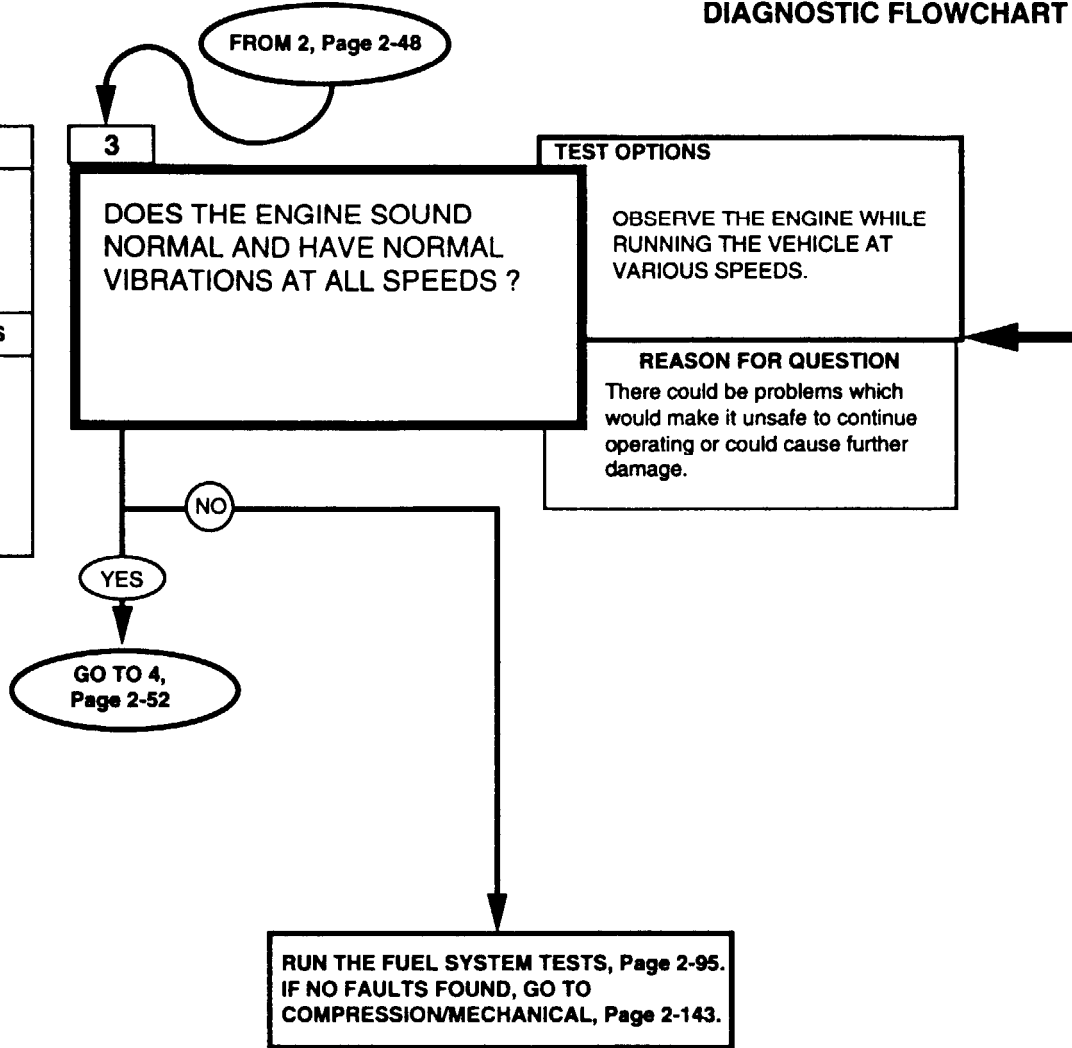 DIAGNOSTIC FLOWCHART
FROM 2, Page 2-48
3
DOES THE ENGINE SOUND
NORMAL AND HAVE NORMAL
VIBRATIONS AT ALL SPEEDS ?
TEST OPTIONS
OBSERVE THE ENGINE WHILE
RUNNING THE VEHICLE AT
VARIOUS SPEEDS.
REASON FOR QUESTION
There could be problems which
would make it unsafe to continue
operating or could cause further
damage.
S
NO
YES
GO TO 4,
Page 2-52
RUN THE FUEL SYSTEM TESTS, Page 2-95.
IF NO FAULTS FOUND, GO TO
COMPRESSION/MECHANICAL, Page 2-143.